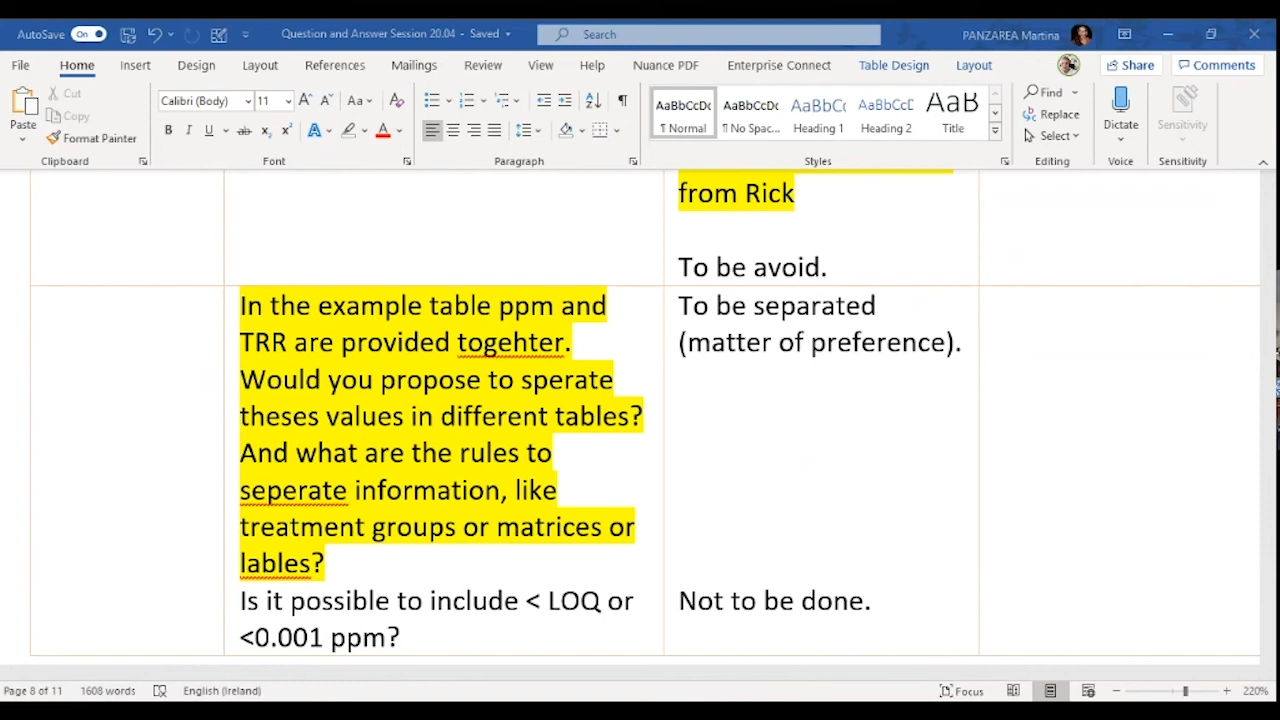 AutoSave On Question and Answer Session 20.04 - Saved Search PANZAREA Martina
File Home Insert Design Layout References Mailings Review View Help Nuance PDF Enterprise Connect Table Design Layout Share Comments
Paste
Cut
Copy
Format Painter
Clipboard
Calibri (Body) 11
Font
Paragraph
AaBbCcDc AaBbCcDc AaBbCc AaBbCcD AaB
¶ Normal ¶ No Spac... Heading 1 Heading 2 Title
Styles
Find
Replace
Select
Editing
Dictate
Voice
Sensitivity
Sensitivity
from Rick
To be avoid.
In the example table ppm and
TRR are provided togehter.
Would you propose to sperate
theses values in different tables?
And what are the rules to
seperate information, like
treatment groups or matrices or
lables?
To be separated
(matter of preference).
Is it possible to include < LOQ or
<0.001 ppm?
Not to be done.
Page 8 of 11 1608 words English (Ireland) Focus 220%